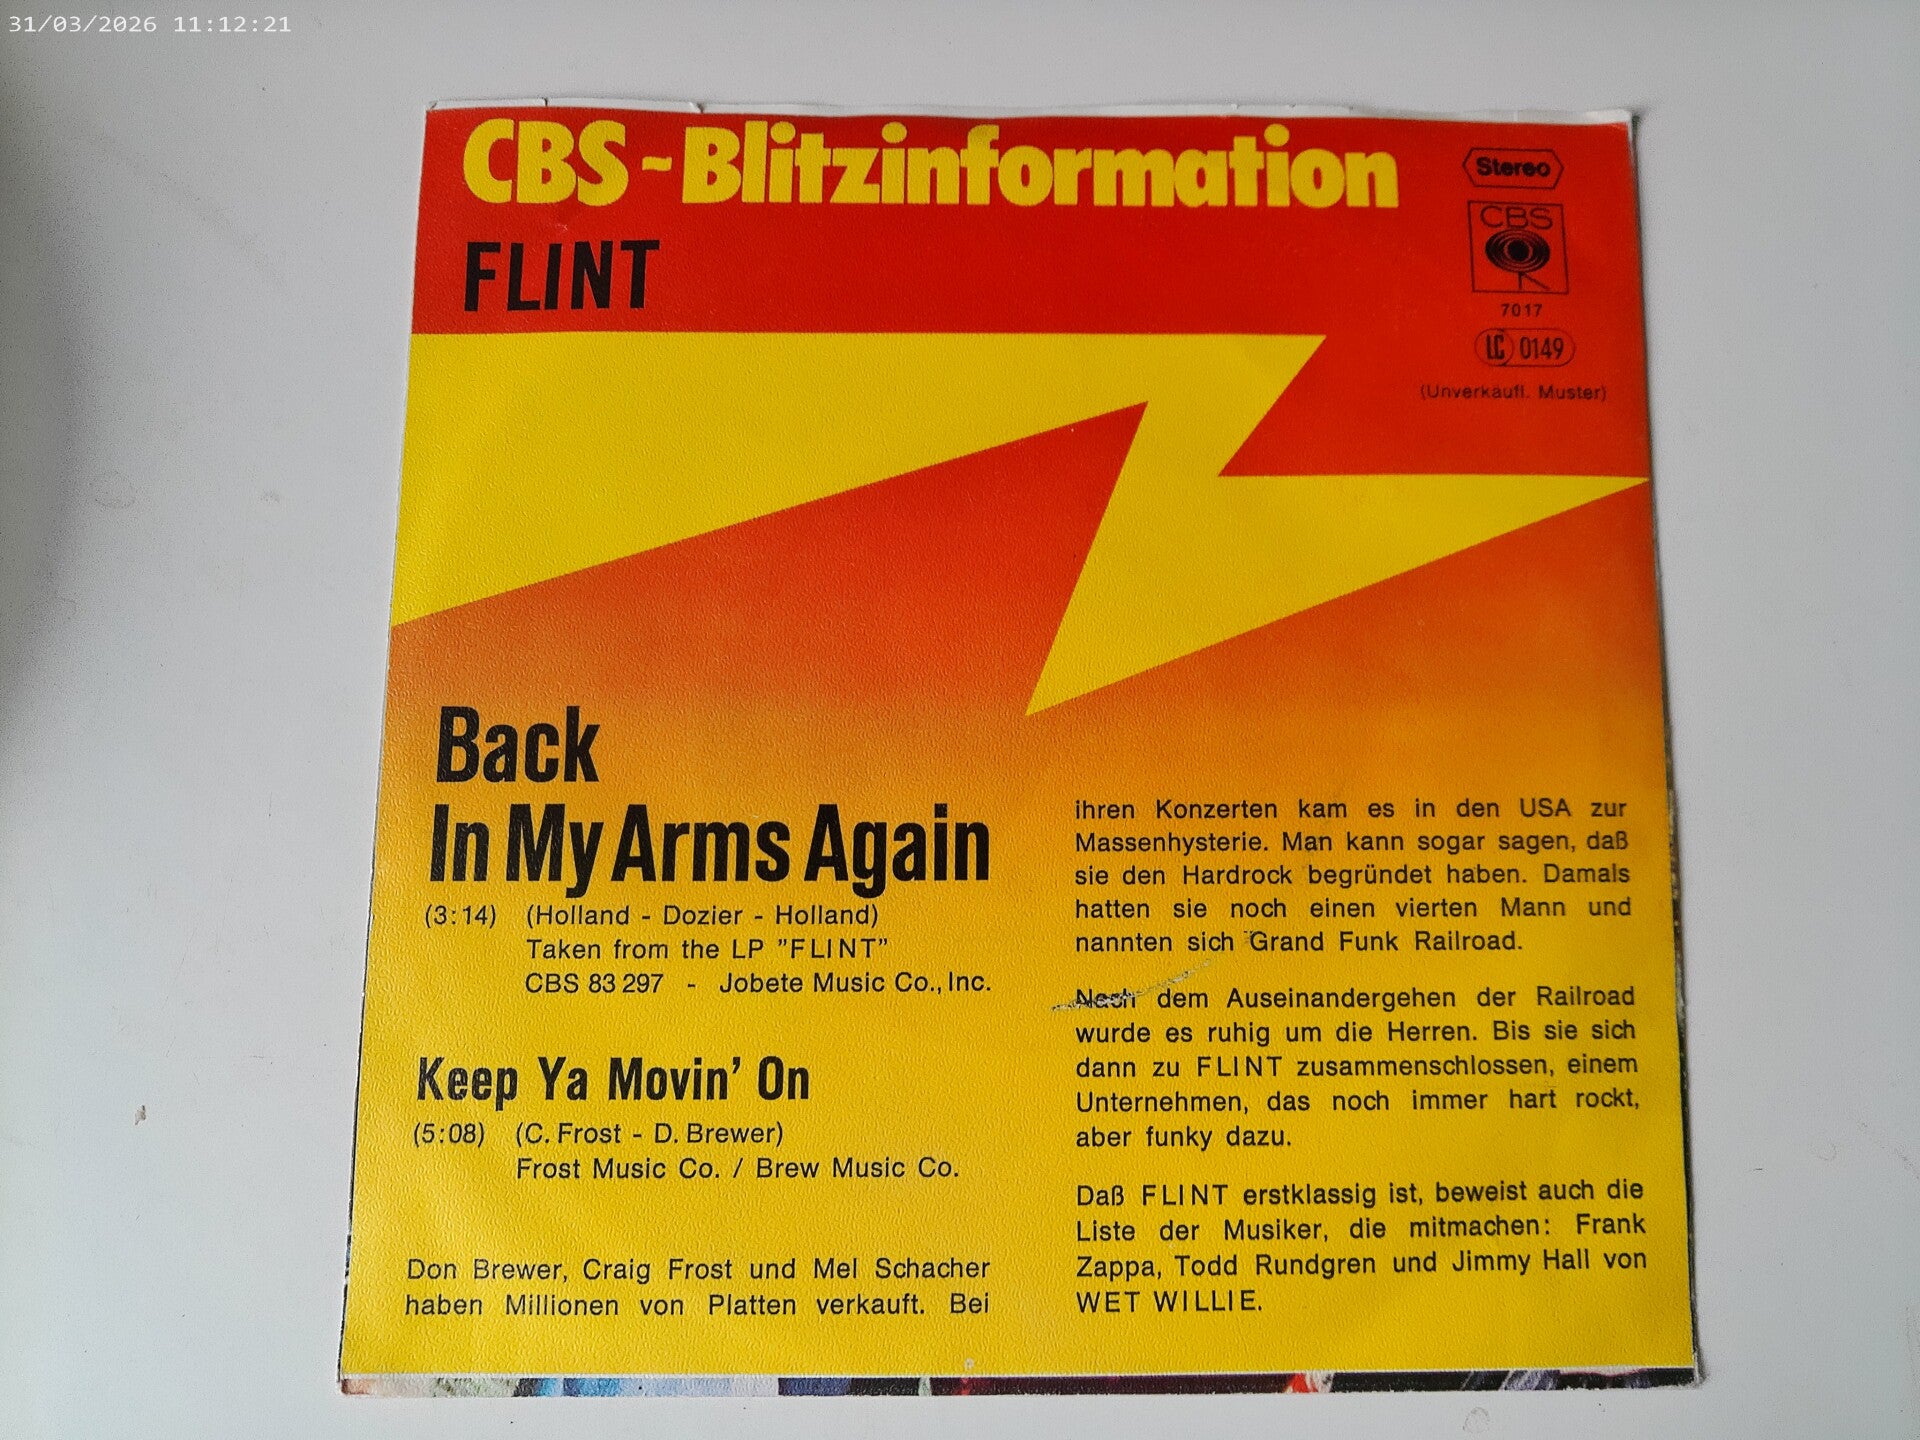 31/03/2026 11:12:21
CBS~Blitzinformation
FLINT
Stereo
CBS
7017
LC 0149
(Unverkäufl. Muster)
Back
In My Arms Again
(3:14) (Holland - Dozier - Holland)
Taken from the LP "FLINT"
CBS 83 297 - Jobete Music Co., Inc.
Keep Ya Movin' On
(5:08) (C. Frost - D. Brewer)
Frost Music Co. / Brew Music Co.
Don Brewer, Craig Frost und Mel Schacher
haben Millionen von Platten verkauft. Bei
ihren Konzerten kam es in den USA zur
Massenhysterie. Man kann sogar sagen, daß
sie den Hardrock begründet haben. Damals
hatten sie noch einen vierten Mann und
nannten sich Grand Funk Railroad.
Nach dem Auseinandergehen der Railroad
wurde es ruhig um die Herren. Bis sie sich
dann zu FLINT zusammenschlossen, einem
Unternehmen, das noch immer hart rockt,
aber funky dazu.
Daß FLINT erstklassig ist, beweist auch die
Liste der Musiker, die mitmachen: Frank
Zappa, Todd Rundgren und Jimmy Hall von
WET WILLIE.